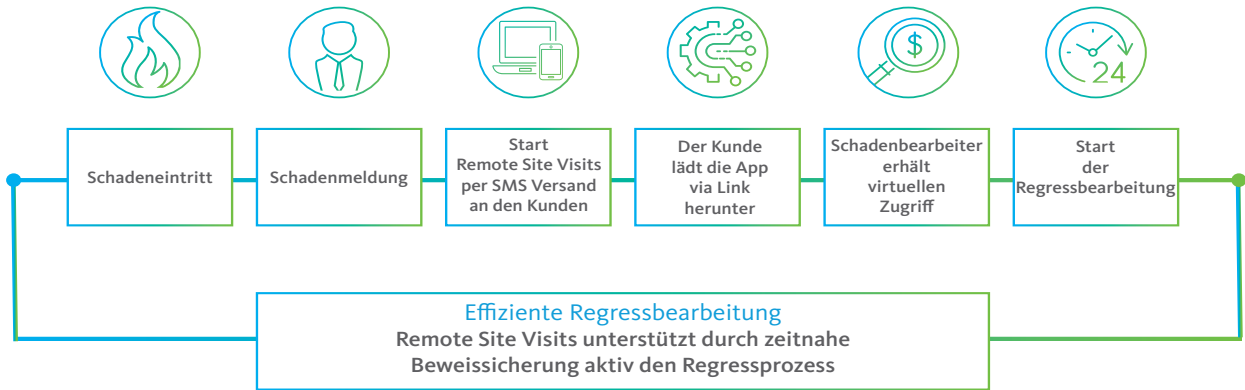 $
24
Schadeneintritt
Schadenmeldung
Start
Remote Site Visits
per SMS Versand
an den Kunden
Der Kunde
lädt die App
via Link
herunter
Schadenbearbeiter
erhält
virtuellen
Zugriff
Start
der
Regressbearbeitung
Effiziente Regressbearbeitung
Remote Site Visits unterstützt durch zeitnahe
Beweissicherung aktiv den Regressprozess